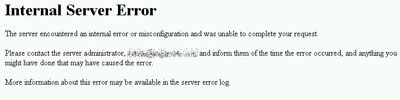 Internal Server Error
The server encountered an internal error or misconfiguration and was unable to complete your request.
Please contact the server administrator, and inform them of the time the error occurred, and anything you
might have done that may have caused the error.
More information about this error may be available in the server error log.